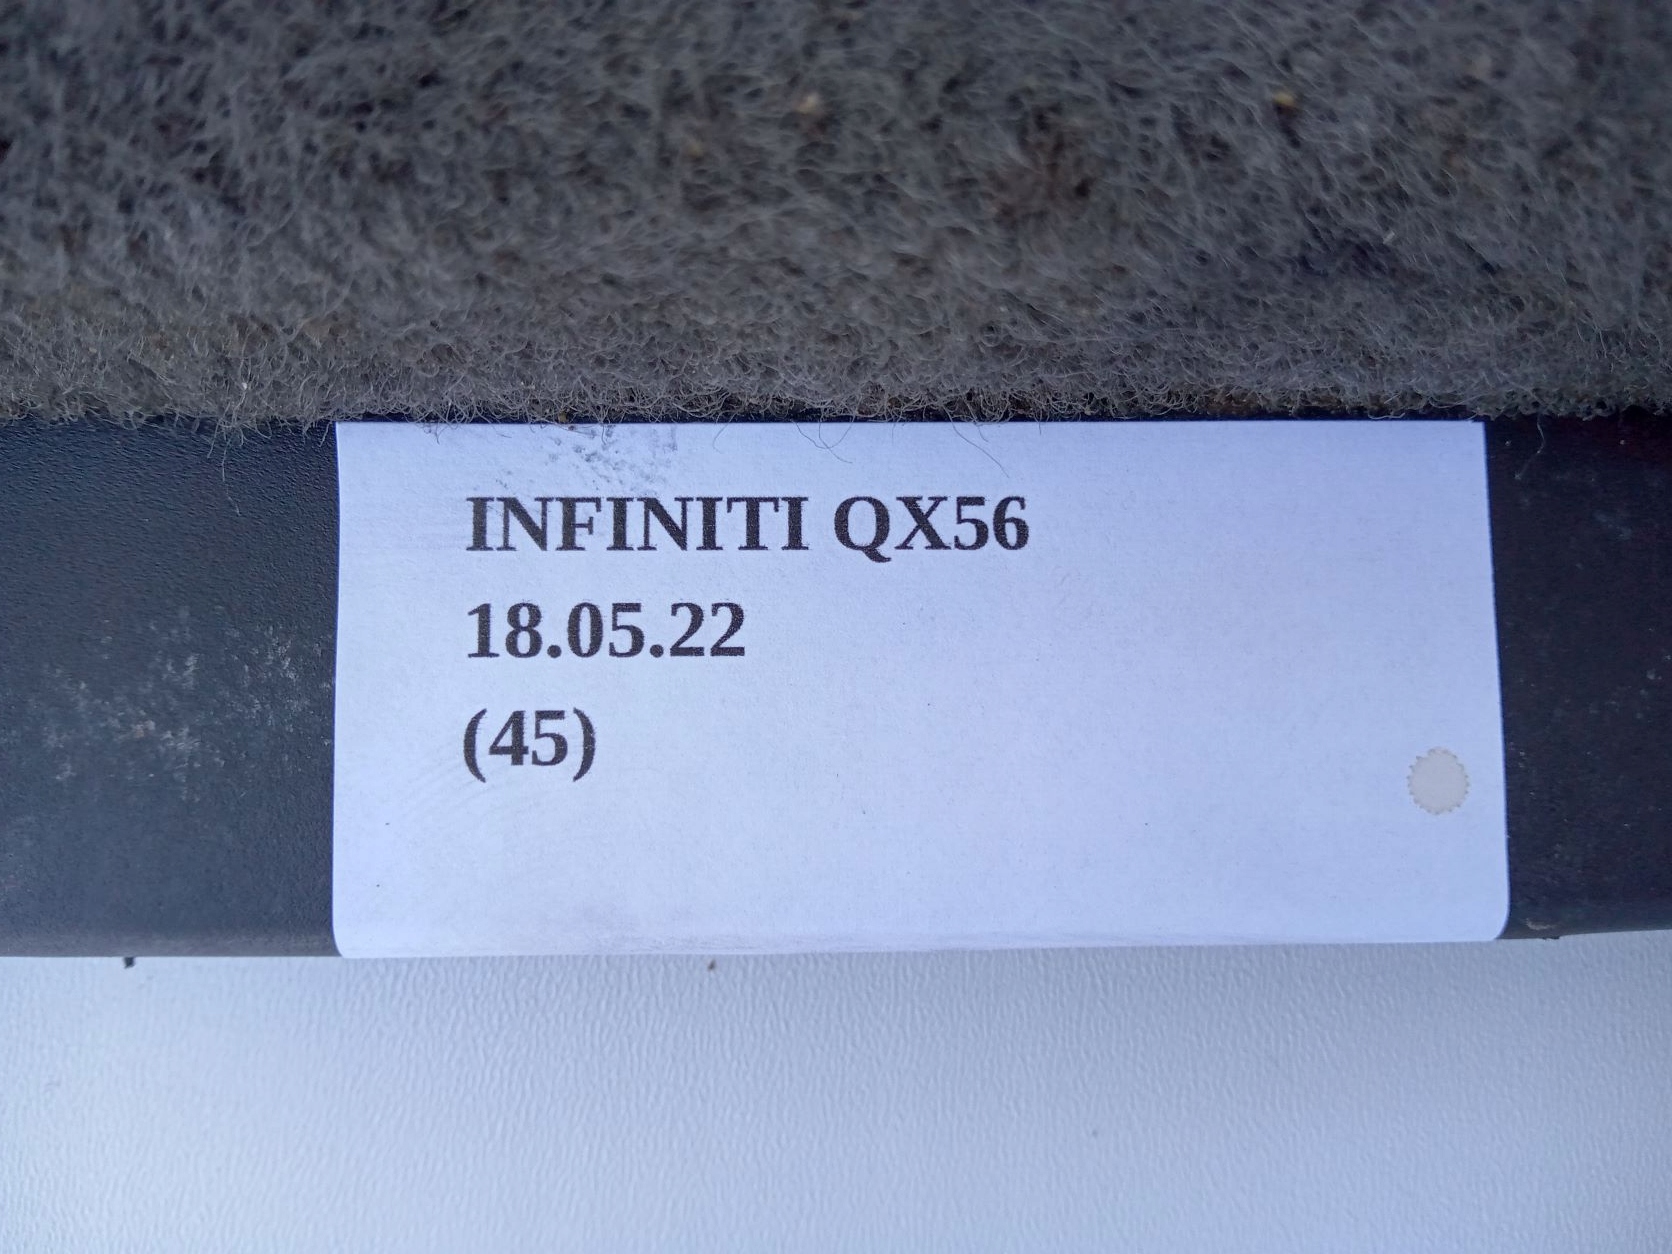 INFINITI QX56
18.05.22
(45)